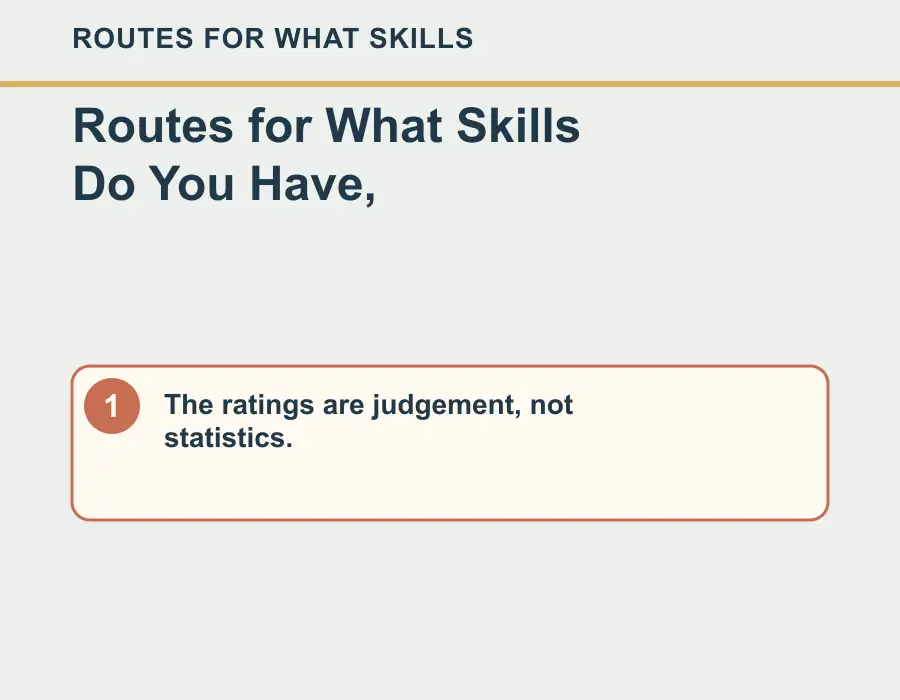 ROUTES FOR WHAT SKILLS
Routes for What Skills
Do You Have,
1
The ratings are judgement, not
statistics.